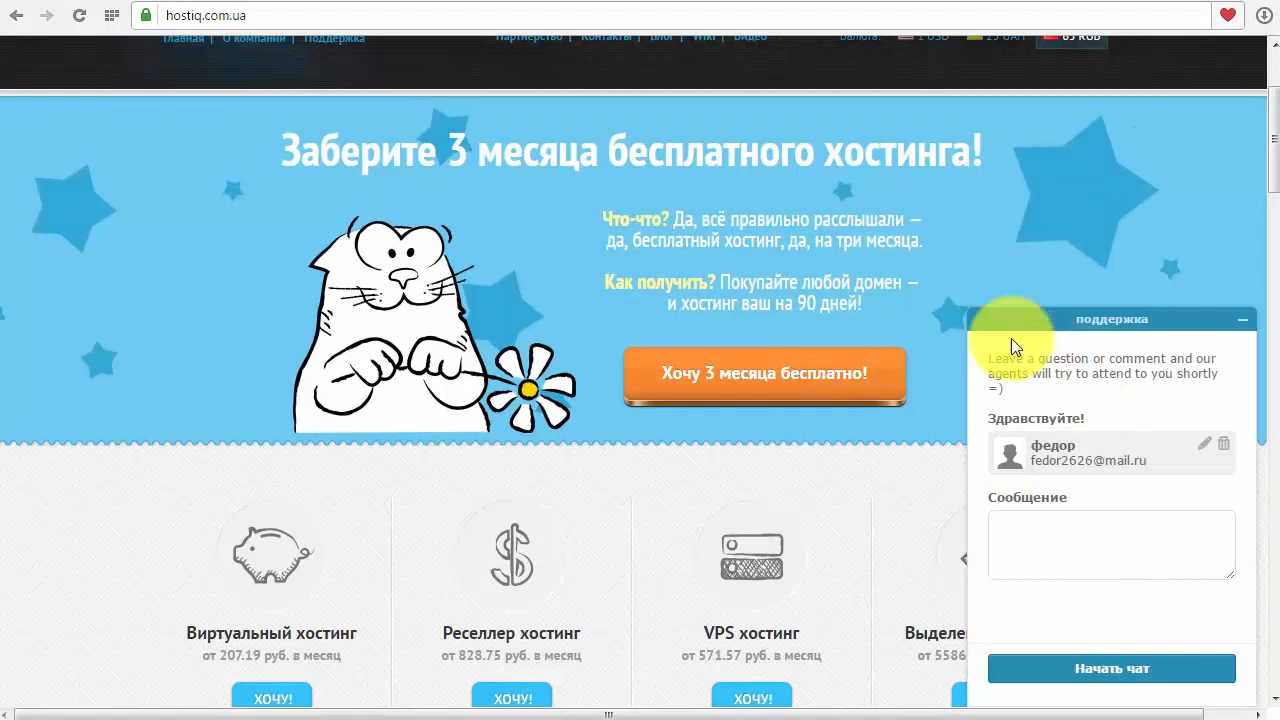 hostiq.com.ua
Главная | О компании | Поддержка
Партнерство | Контакты | Блог | Wiki | Видео
Валюта: 1 USD 25 UAH 65 RUB
Заберите 3 месяца бесплатного хостинга!
Что-что? Да, всё правильно расслышали —
да, бесплатный хостинг, да, на три месяца.
Как получить? Покупайте любой домен —
и хостинг ваш на 90 дней!
Хочу 3 месяца бесплатно!
поддержка
Leave a question or comment and our
agents will try to attend to you shortly
=)
Здравствуйте!
федор
fedor2626@mail.ru
Сообщение
Начать чат
Виртуальный хостинг
от 207.19 руб. в месяц
ХОЧУ!
Реселлер хостинг
от 828.75 руб. в месяц
ХОЧУ!
VPS хостинг
от 571.57 руб. в месяц
ХОЧУ!
Выделе
от 5586